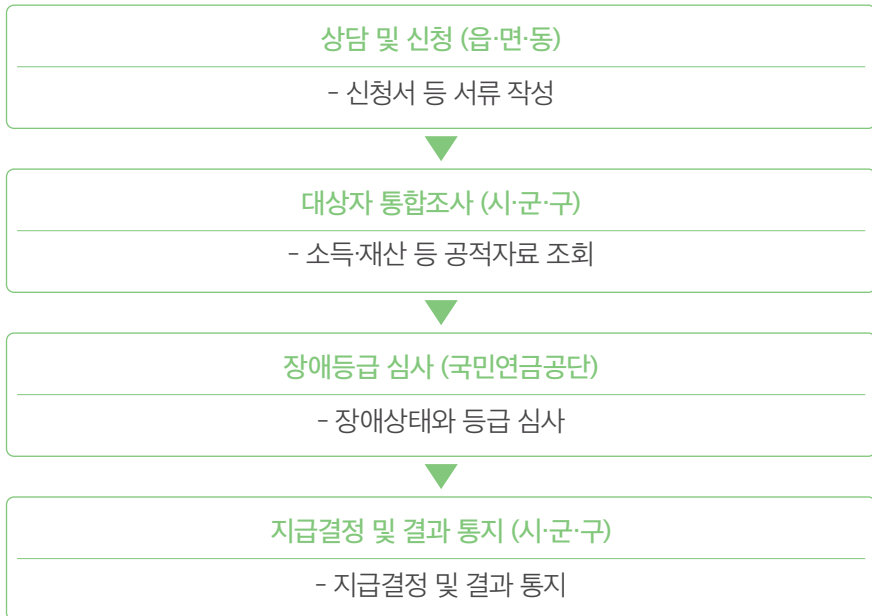 상담 및 신청 (읍·면·동)
- 신청서 등 서류 작성
대상자 통합조사 (시·군·구)
- 소득·재산 등 공적자료 조회
장애등급 심사 (국민연금공단)
- 장애상태와 등급 심사
지급결정 및 결과 통지 (시·군·구)
- 지급결정 및 결과 통지